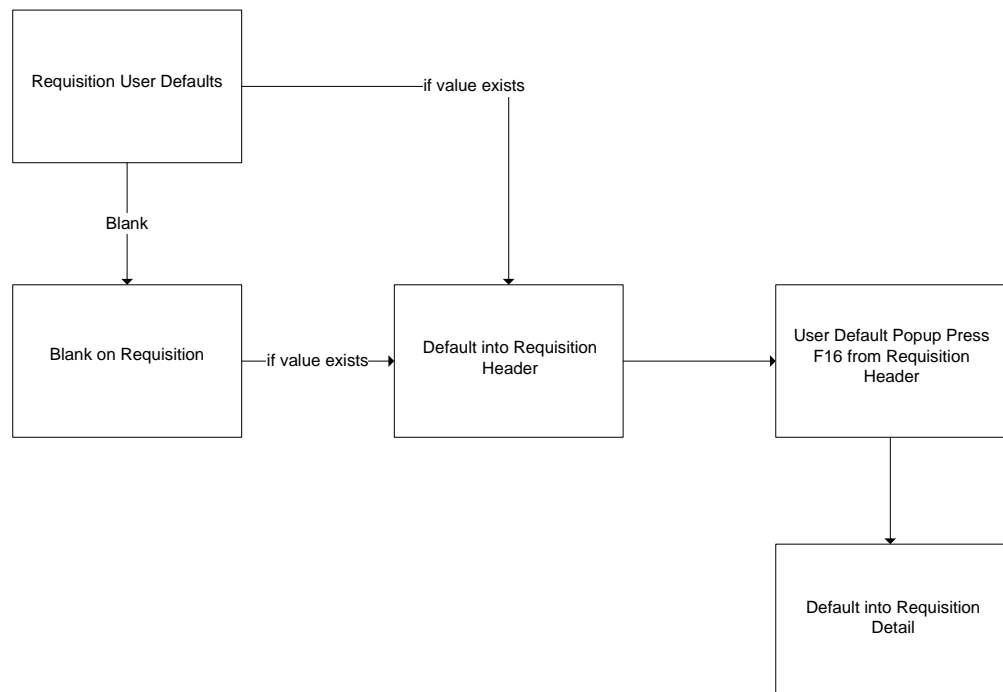 Requisition User Defaults
if value exists
Blank
Blank on Requisition
if value exists
Default into Requisition
Header
User Default Popup Press
F16 from Requisition
Header
Default into Requisition
Detail